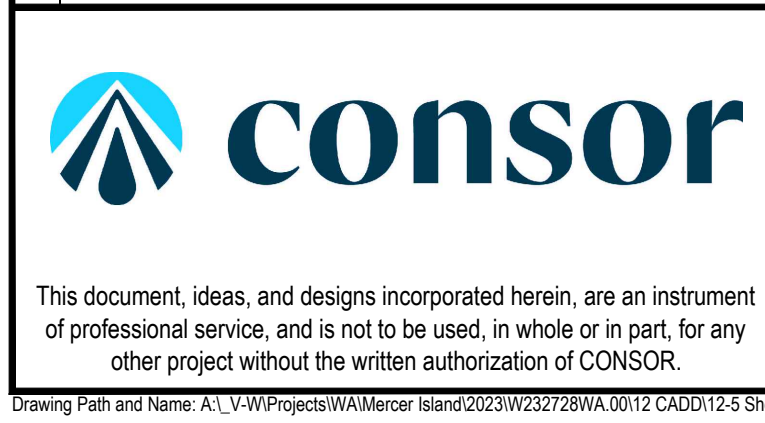 consor
This document, ideas, and designs incorporated herein, are an instrument
of professional service, and is not to be used, in whole or in part, for any
other project without the written authorization of CONSOR.
Drawing Path and Name: A:\_V-W\Projects\WA\Mercer Island\2023\W232728WA.00\12 CADD\12-5 Sh